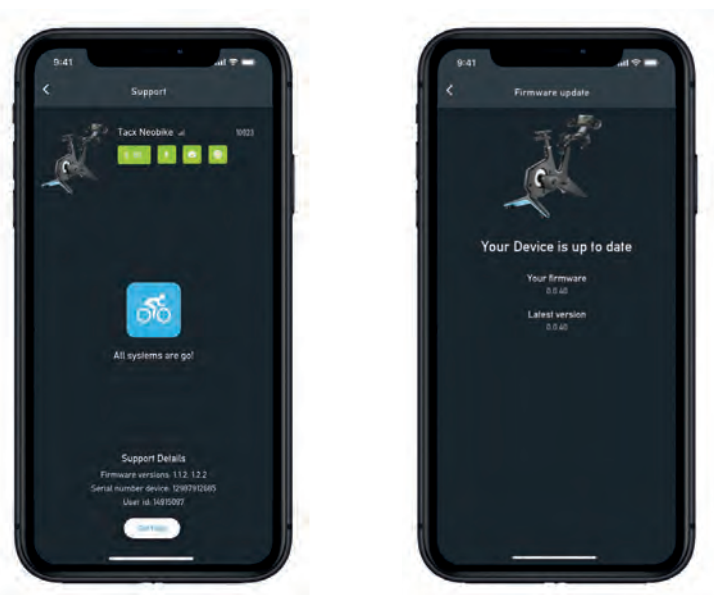 9:41
Support
Tacx Neobike
10023
All systems are go!
Support Details
Firmware versions: 1.1.2, 1.2.2
Serial number device: 12987912685
User id: 14915097
9:41
Firmware update
Your Device is up to date
Your firmware
0.0.40
Latest version
0.0.40